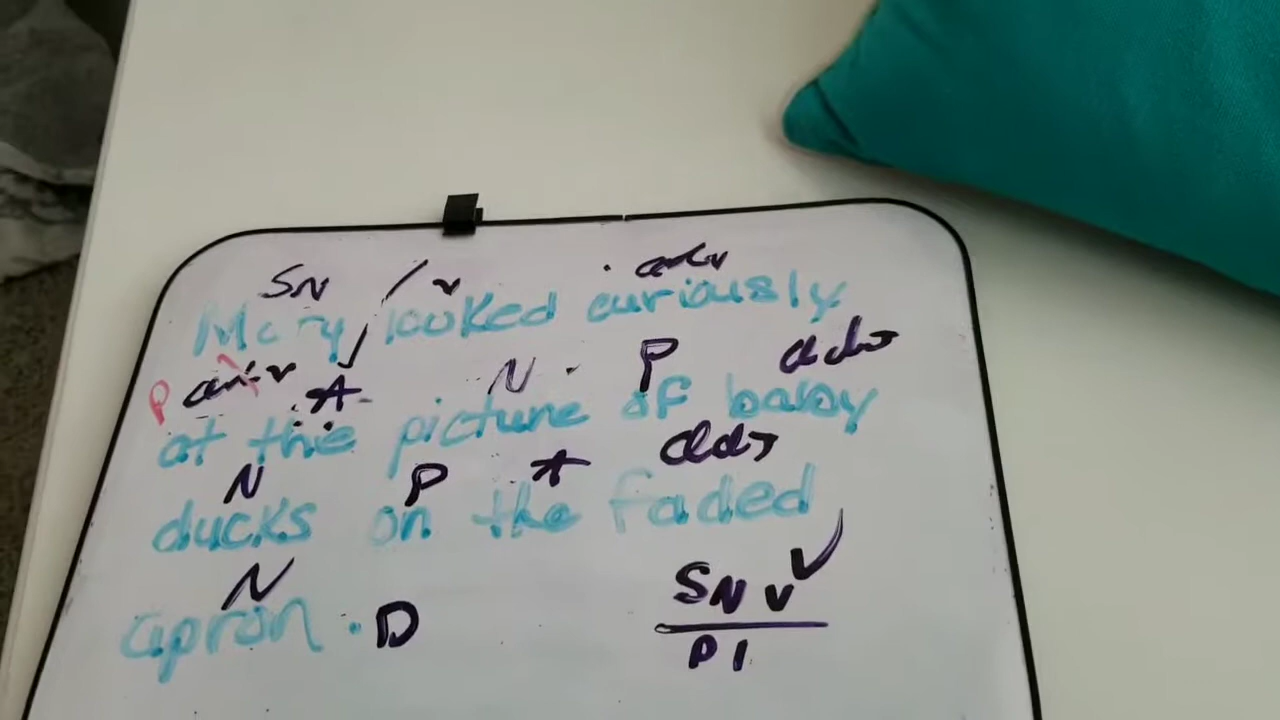 SN / v . adv
Mary looked curiously
P adv A N . P adj
at the picture of baby
N P A adj
ducks on the faded
N
apron . D
SN v
P1